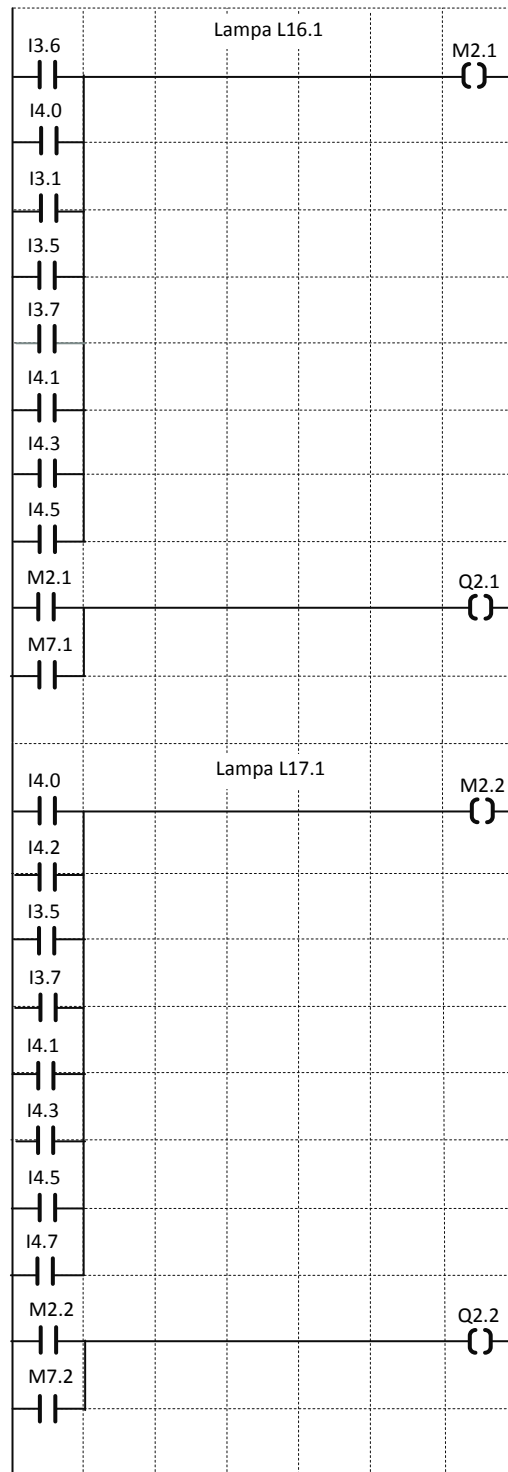 Lampa L16.1
I3.6
M2.1
I4.0
I3.1
I3.5
I3.7
I4.1
I4.3
I4.5
M2.1
Q2.1
M7.1
Lampa L17.1
I4.0
M2.2
I4.2
I3.5
I3.7
I4.1
I4.3
I4.5
I4.7
M2.2
Q2.2
M7.2